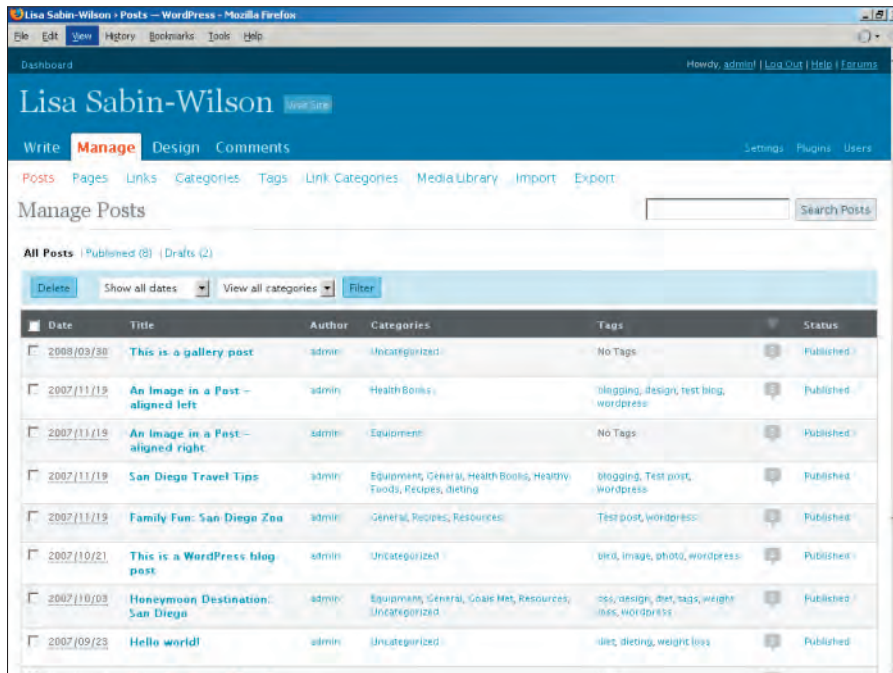 Lisa Sabin-Wilson › Posts — WordPress - Mozilla Firefox
File Edit View History Bookmarks Tools Help
Dashboard Howdy, admin! | Log Out | Help | Forums
Lisa Sabin-Wilson Visit Site
Write Manage Design Comments Settings Plugins Users
Posts Pages Links Categories Tags Link Categories Media Library Import Export
Manage Posts Search Posts
All Posts | Published (8) | Drafts (2)
Delete Show all dates View all categories Filter
Date Title Author Categories Tags Status
2008/03/30 This is a gallery post admin Uncategorized No Tags Published
2007/11/19 An Image in a Post – admin Health Books blogging, design, test blog, Published
aligned left wordpress
2007/11/19 An Image in a Post – admin Equipment No Tags Published
aligned right
2007/11/19 San Diego Travel Tips admin Equipment, General, Health Books, Healthy blogging, Test post, Published
Foods, Recipes, dieting wordpress
2007/11/19 Family Fun: San Diego Zoo admin General, Recipes, Resources Test post, wordpress Published
2007/10/21 This is a WordPress blog admin Uncategorized bird, image, photo, wordpress Published
post
2007/10/03 Honeymoon Destination: admin Equipment, General, Goals Met, Resources, css, design, diet, tags, weight Published
San Diego Uncategorized loss, wordpress
2007/09/23 Hello world! admin Uncategorized diet, dieting, weight loss Published